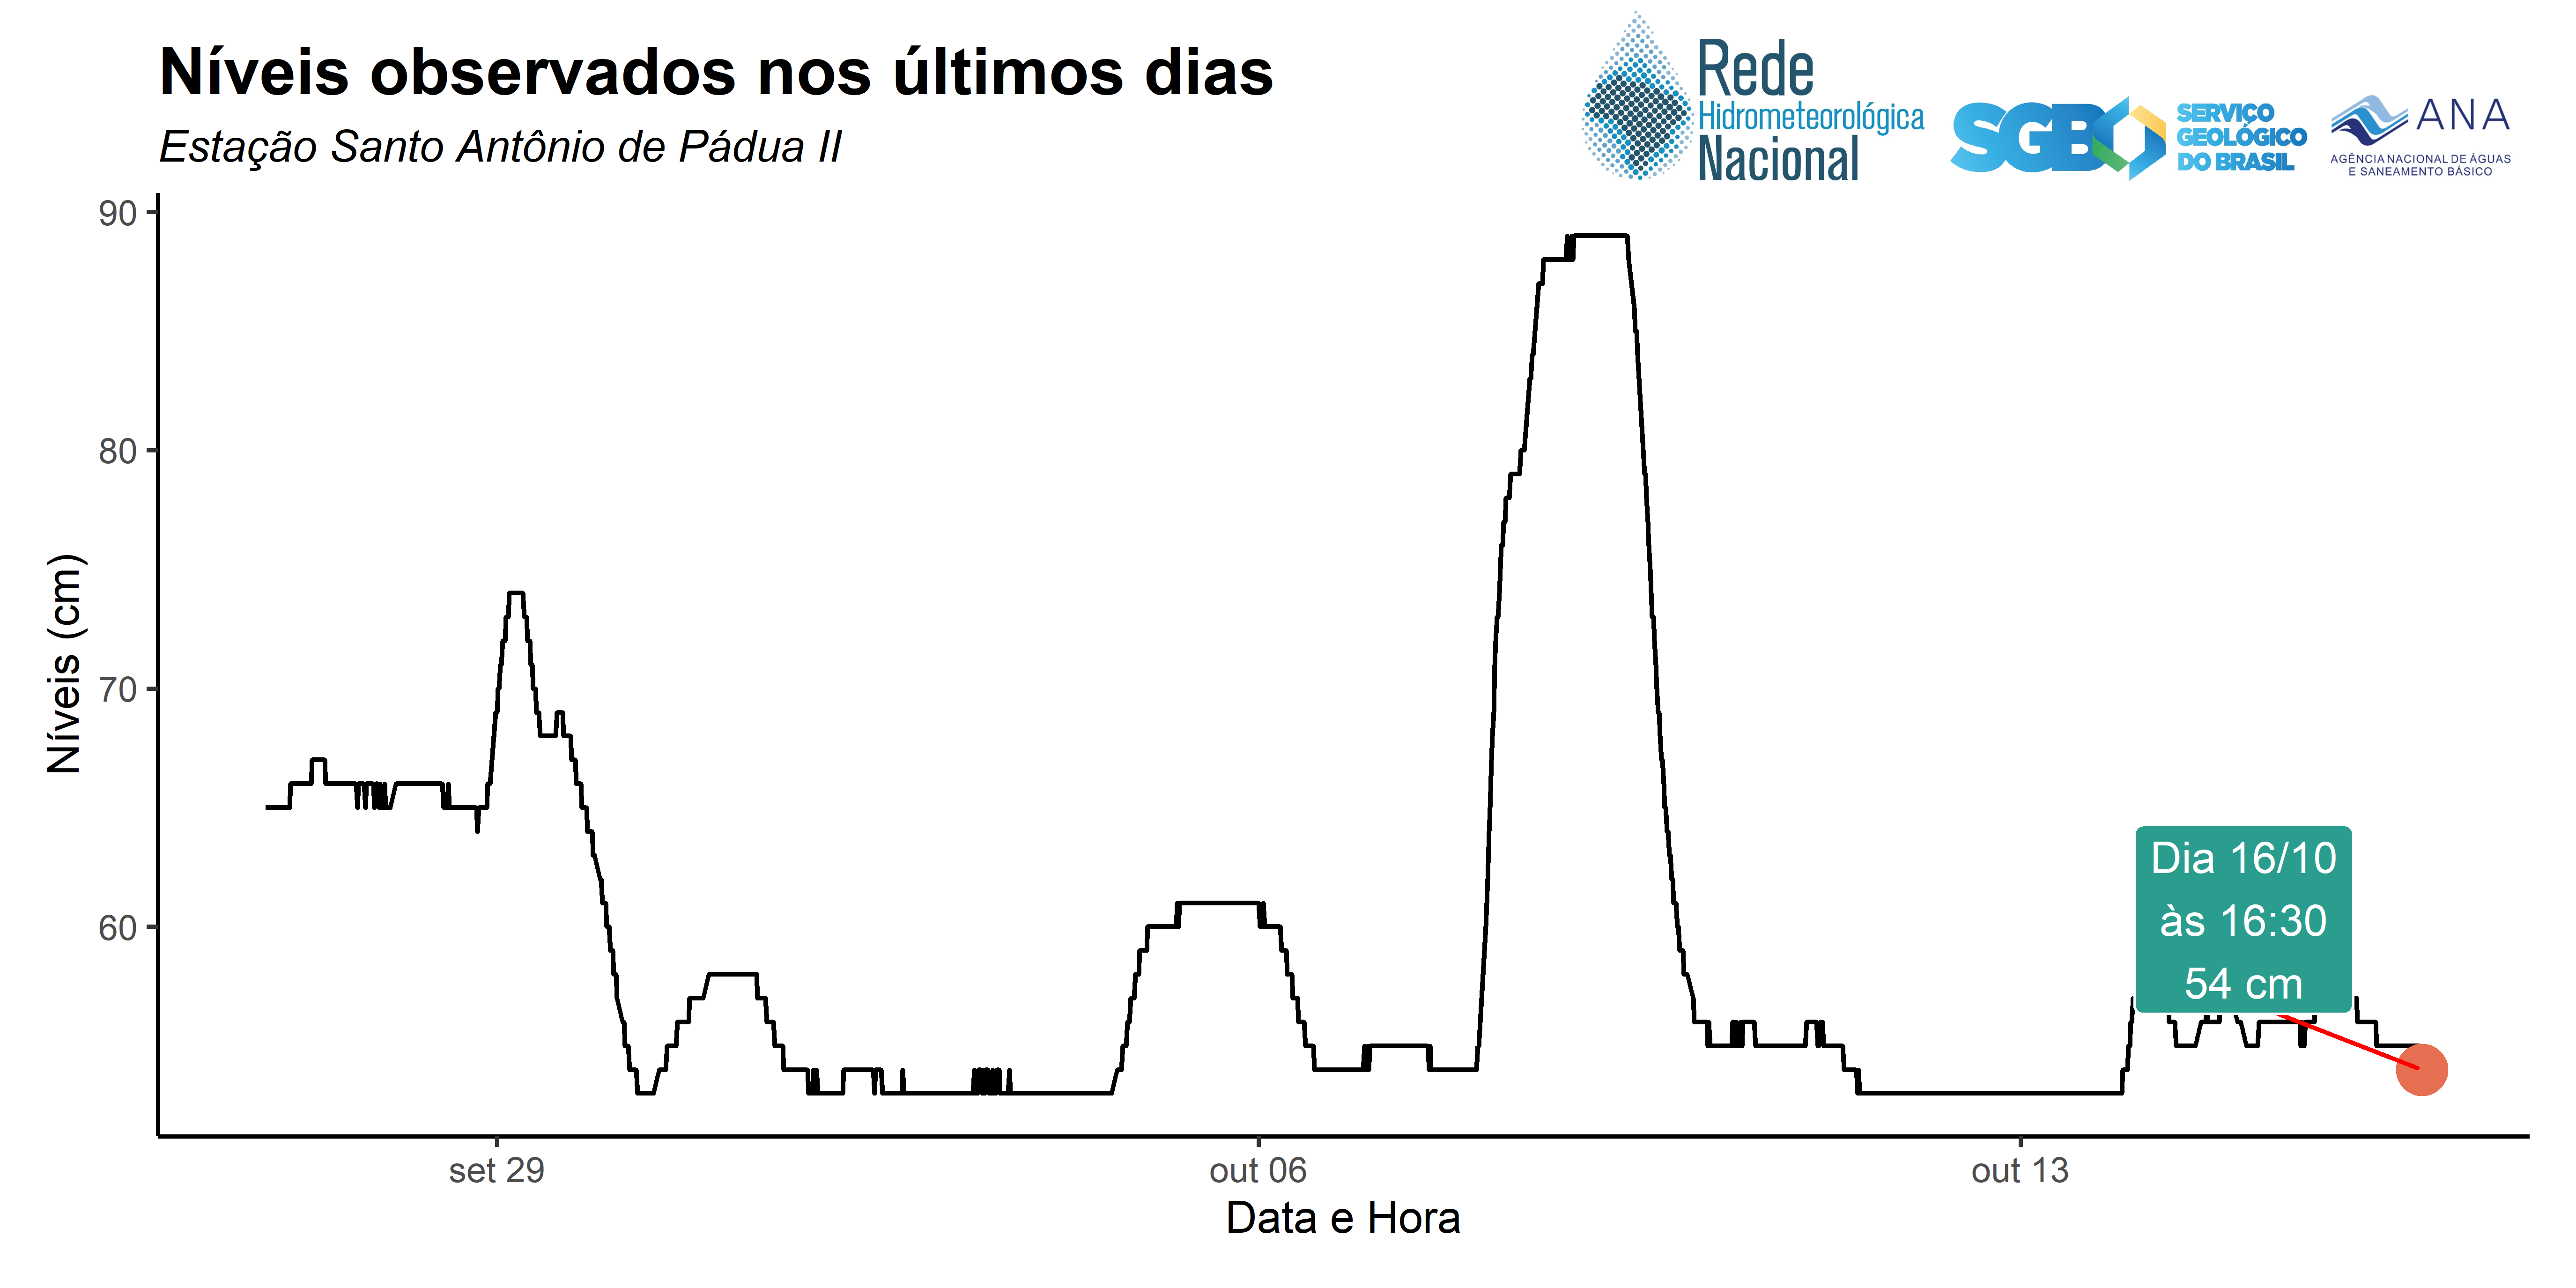 Níveis observados nos últimos dias
Estação Santo Antônio de Pádua II
Rede
Hidrometeorológica
Nacional
SGB
SERVIÇO
GEOLÓGICO
DO BRASIL
ANA
AGÊNCIA NACIONAL DE ÁGUAS
E SANEAMENTO BÁSICO
Níveis (cm)
90
80
70
60
Dia 16/10
às 16:30
54 cm
set 29
out 06
out 13
Data e Hora